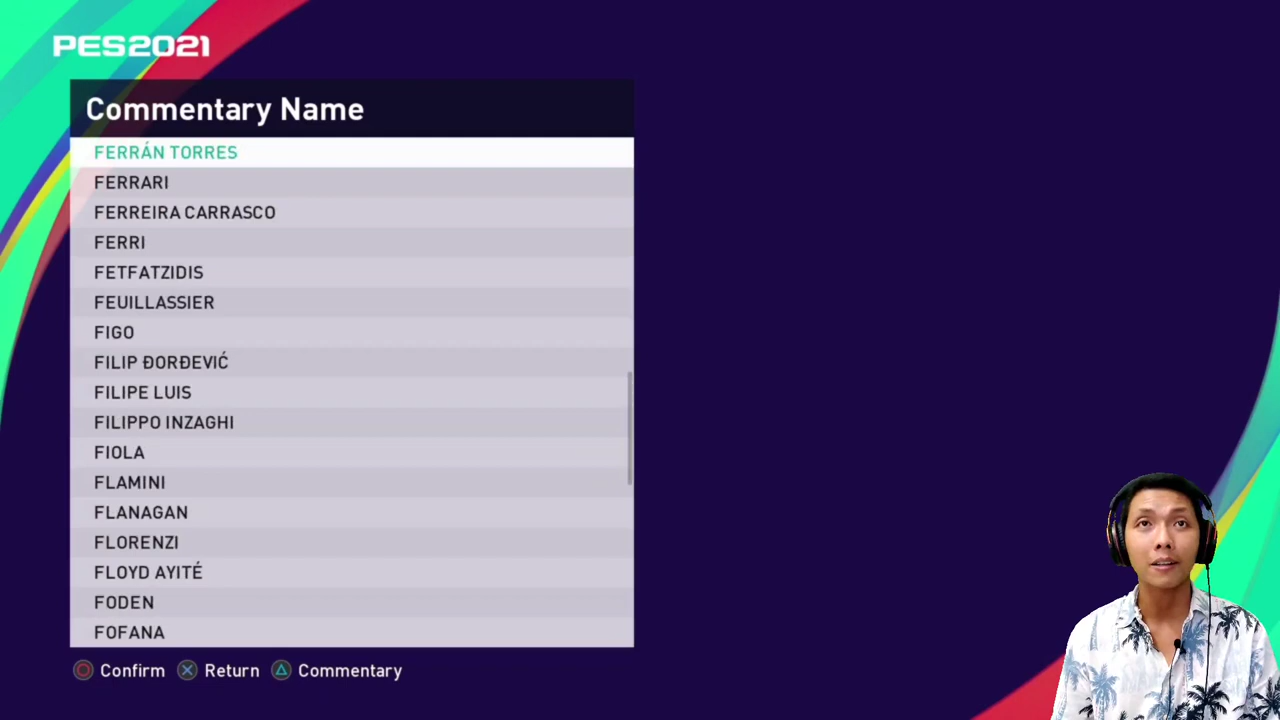 PES2021
Commentary Name
FERRÁN TORRES
FERRARI
FERREIRA CARRASCO
FERRI
FETFATZIDIS
FEUILLASSIER
FIGO
FILIP ĐORĐEVIĆ
FILIPE LUIS
FILIPPO INZAGHI
FIOLA
FLAMINI
FLANAGAN
FLORENZI
FLOYD AYITÉ
FODEN
FOFANA
Confirm Return Commentary